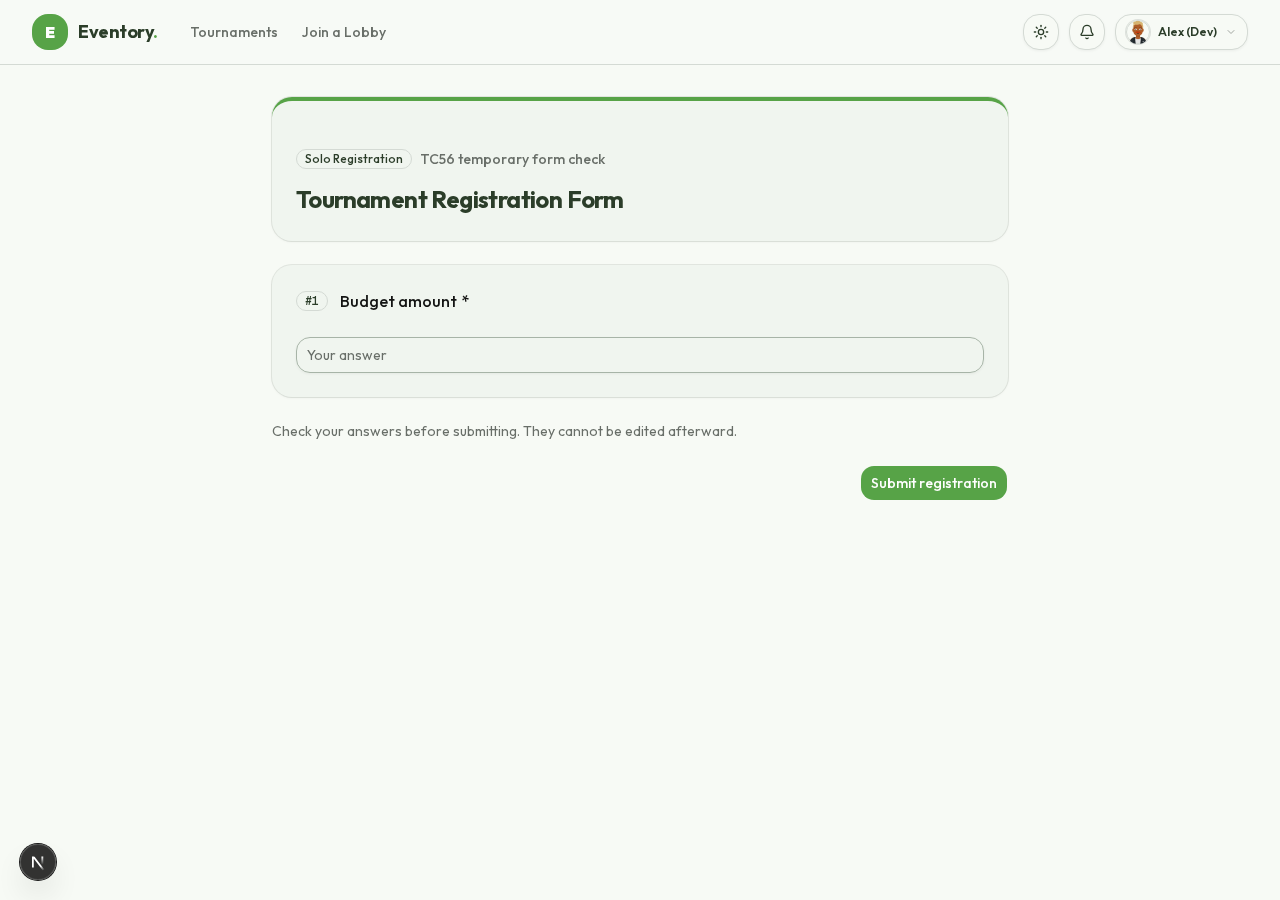 E Eventory. Tournaments Join a Lobby Alex (Dev)
Solo Registration TC56 temporary form check
Tournament Registration Form
#1 Budget amount *
Your answer
Check your answers before submitting. They cannot be edited afterward.
Submit registration
N